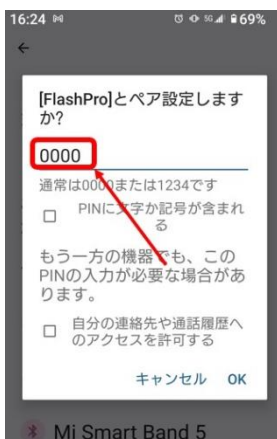 16:24
5G 69%
←
[FlashPro]とペア設定します
か?
0000
通常は0000または1234です
PINに文字か記号が含まれ
る
もう一方の機器でも、この
PINの入力が必要な場合があ
ります。
自分の連絡先や通話履歴へ
のアクセスを許可する
キャンセル OK
Mi Smart Band 5